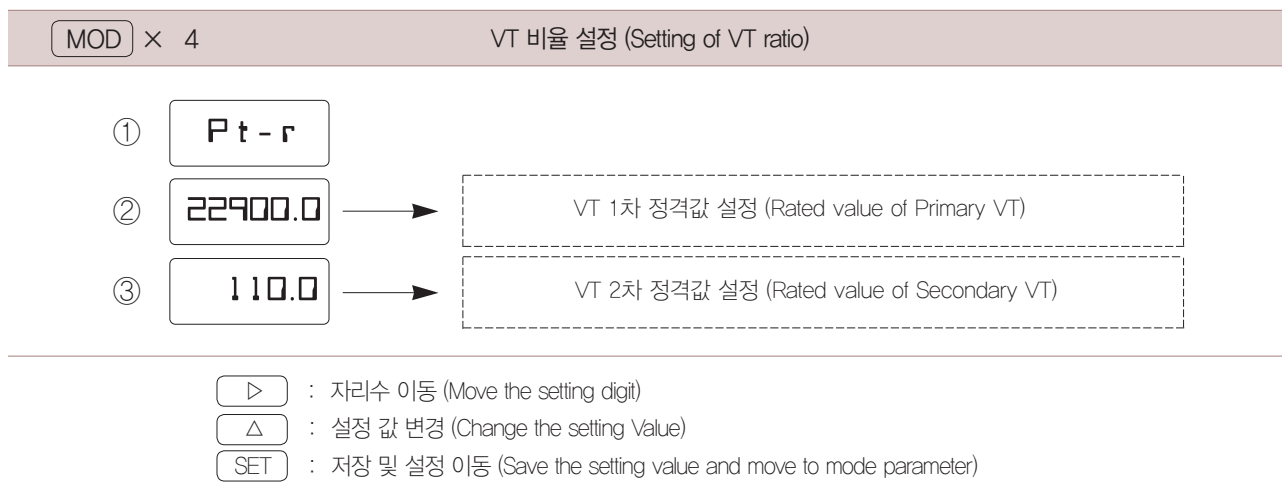 MOD × 4 VT 비율 설정 (Setting of VT ratio)
① Pt-r
② 22900.0 VT 1차 정격값 설정 (Rated value of Primary VT)
③ 110.0 VT 2차 정격값 설정 (Rated value of Secondary VT)
▷ : 자리수 이동 (Move the setting digit)
△ : 설정 값 변경 (Change the setting Value)
SET : 저장 및 설정 이동 (Save the setting value and move to mode parameter)